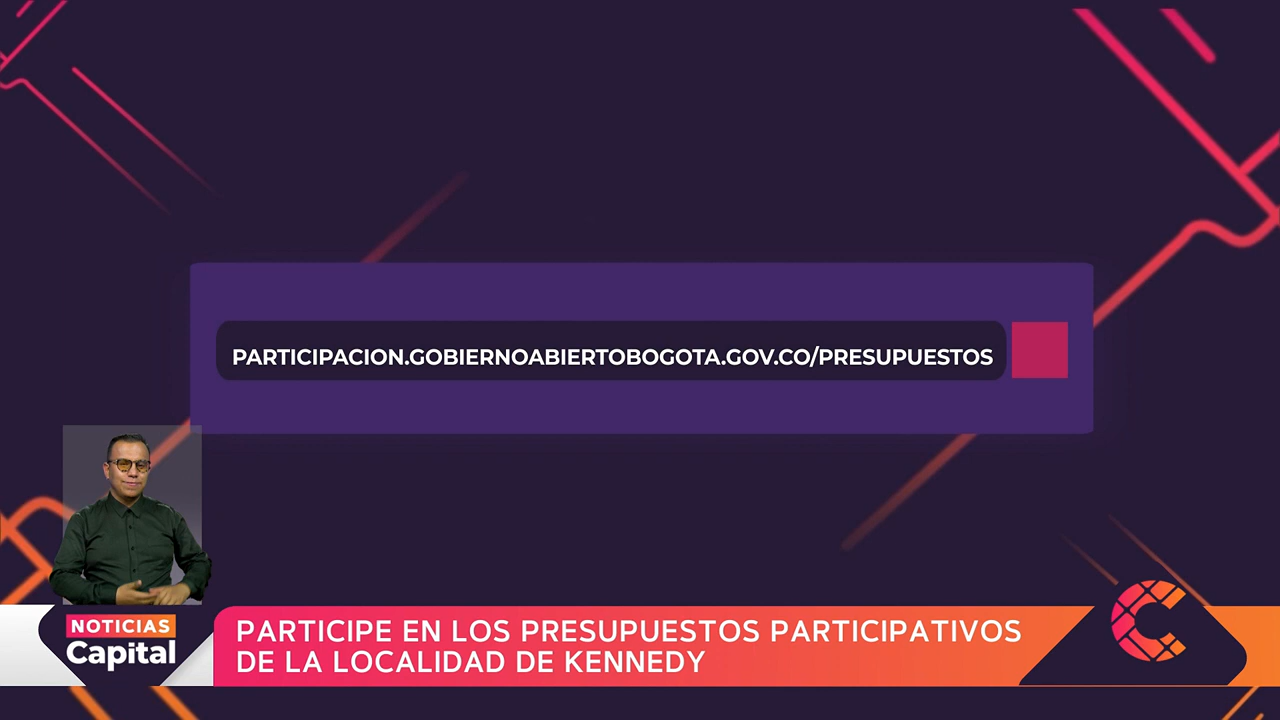 PARTICIPACION.GOBIERNOABIERTOBOGOTA.GOV.CO/PRESUPUESTOS
NOTICIAS
Capital
PARTICIPE EN LOS PRESUPUESTOS PARTICIPATIVOS
DE LA LOCALIDAD DE KENNEDY